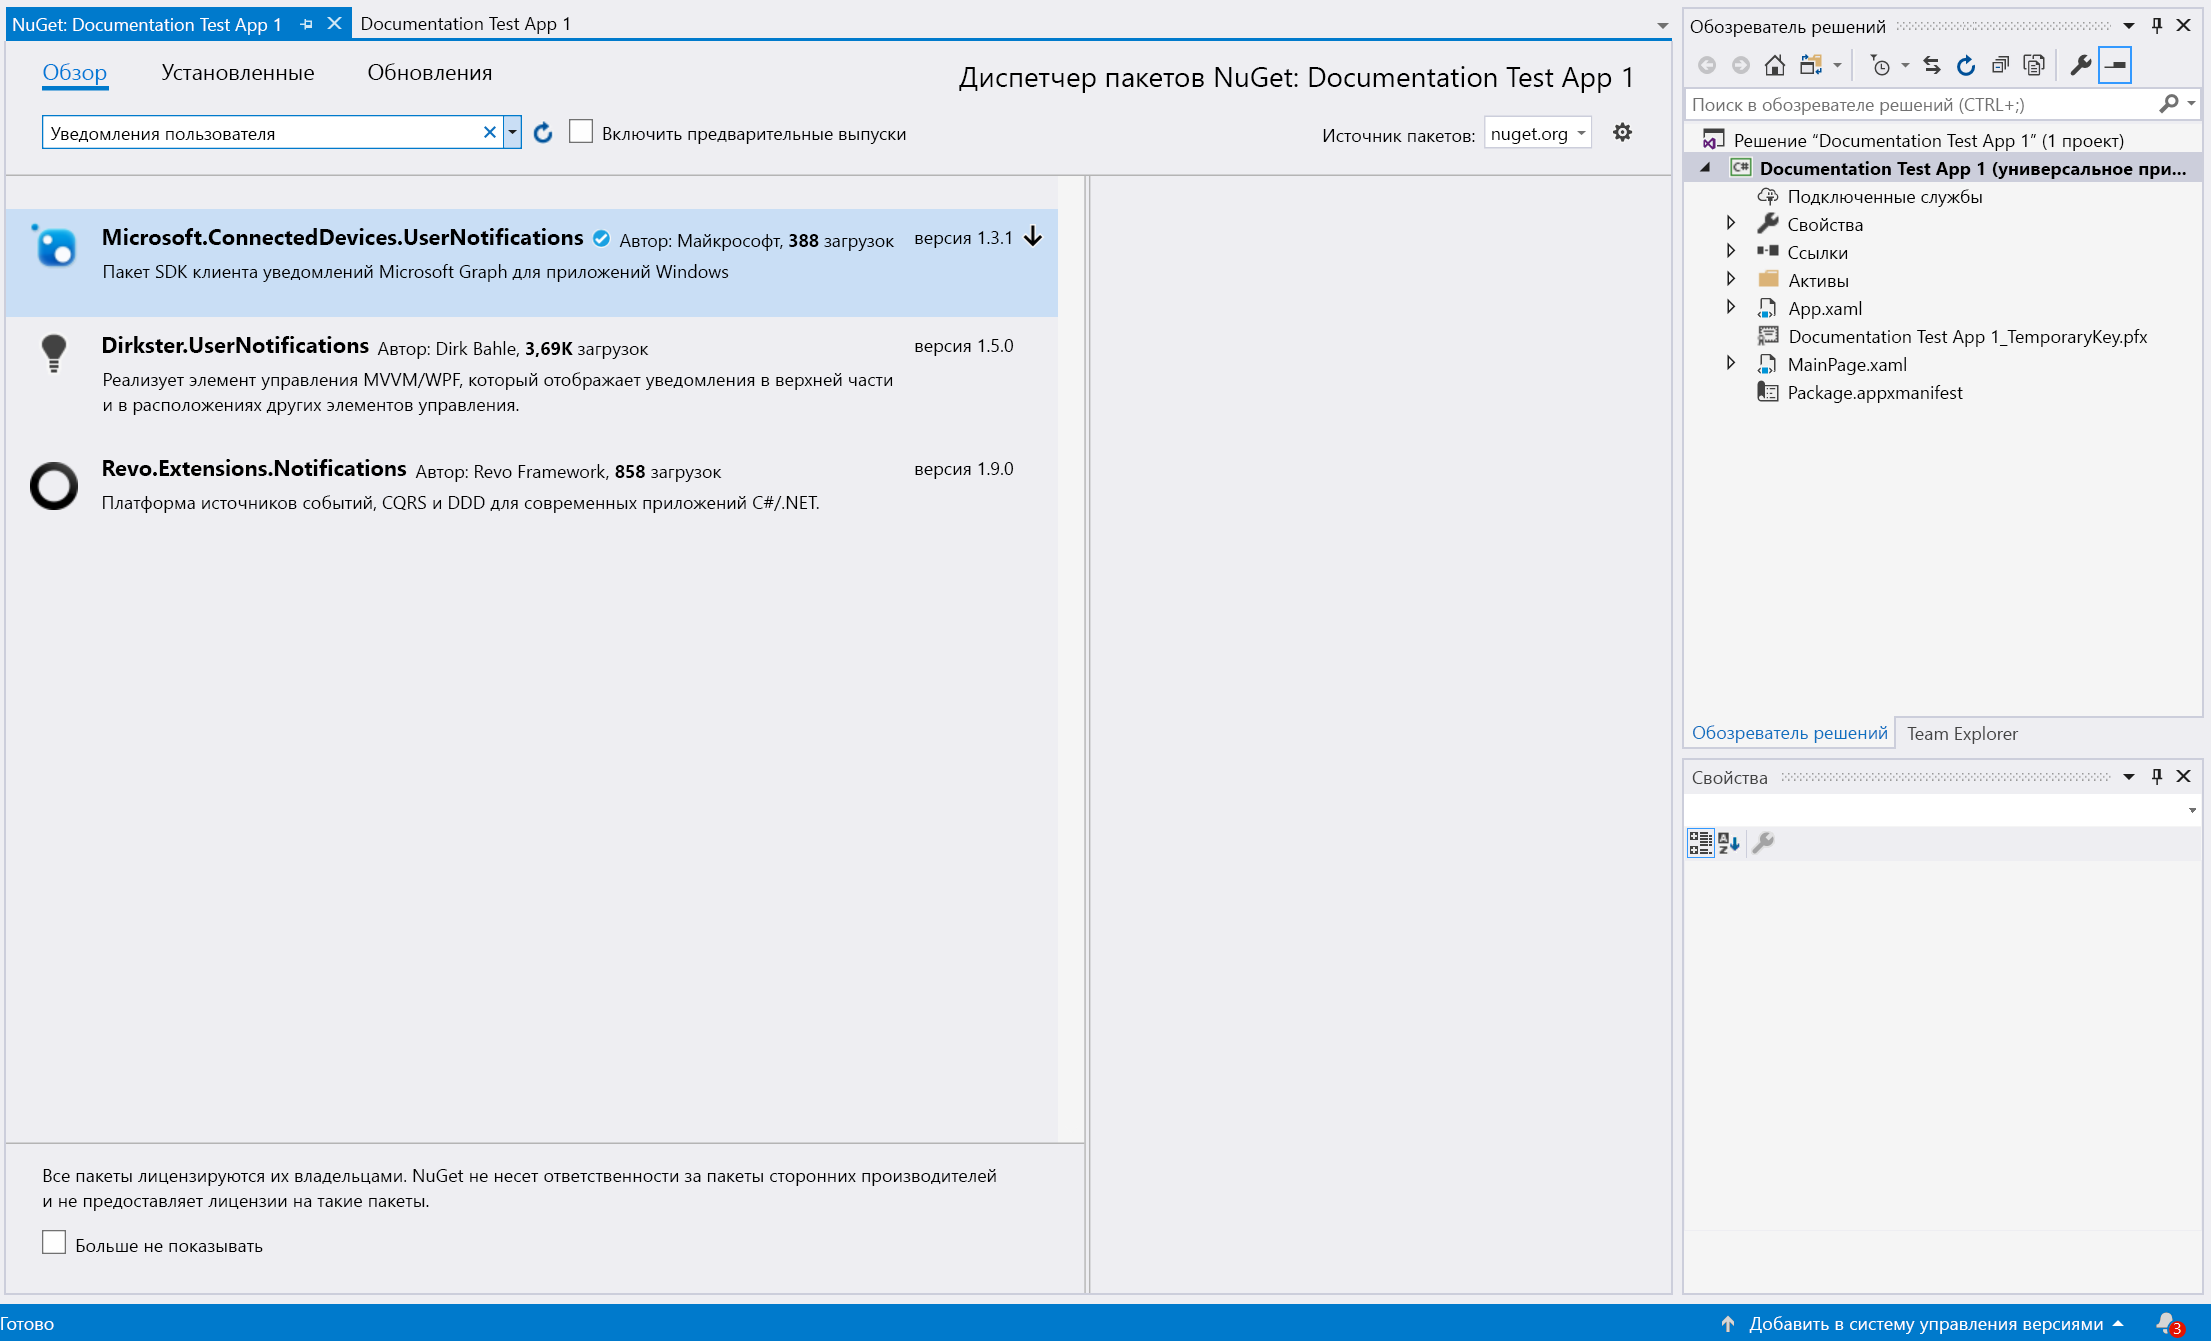 NuGet: Documentation Test App 1
Documentation Test App 1
Обзор
Установленные
Обновления
Диспетчер пакетов NuGet: Documentation Test App 1
Уведомления пользователя
Включить предварительные выпуски
Источник пакетов:
nuget.org
Microsoft.ConnectedDevices.UserNotifications Автор: Майкрософт, 388 загрузок версия 1.3.1
Пакет SDK клиента уведомлений Microsoft Graph для приложений Windows
Dirkster.UserNotifications Автор: Dirk Bahle, 3,69K загрузок версия 1.5.0
Реализует элемент управления MVVM/WPF, который отображает уведомления в верхней части
и в расположениях других элементов управления.
Revo.Extensions.Notifications Автор: Revo Framework, 858 загрузок версия 1.9.0
Платформа источников событий, CQRS и DDD для современных приложений C#/.NET.
Все пакеты лицензируются их владельцами. NuGet не несет ответственности за пакеты сторонних производителей
и не предоставляет лицензии на такие пакеты.
Больше не показывать
Обозреватель решений
Поиск в обозревателе решений (CTRL+;)
Решение “Documentation Test App 1” (1 проект)
C# Documentation Test App 1 (универсальное при...
Подключенные службы
Свойства
Ссылки
Активы
App.xaml
Documentation Test App 1_TemporaryKey.pfx
MainPage.xaml
Package.appxmanifest
Обозреватель решений
Team Explorer
Свойства
Готово
Добавить в систему управления версиями
3